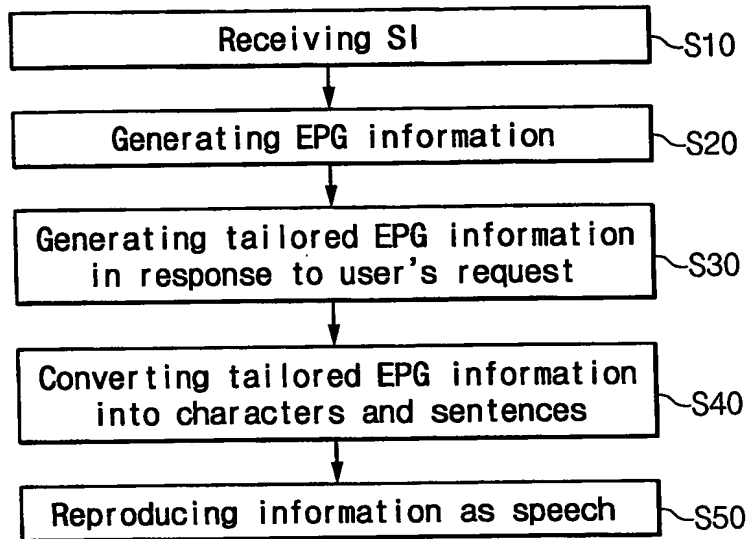 Receiving SI
S10
Generating EPG information
S20
Generating tailored EPG information
in response to user's request
S30
Converting tailored EPG information
into characters and sentences
S40
Reproducing information as speech
S50